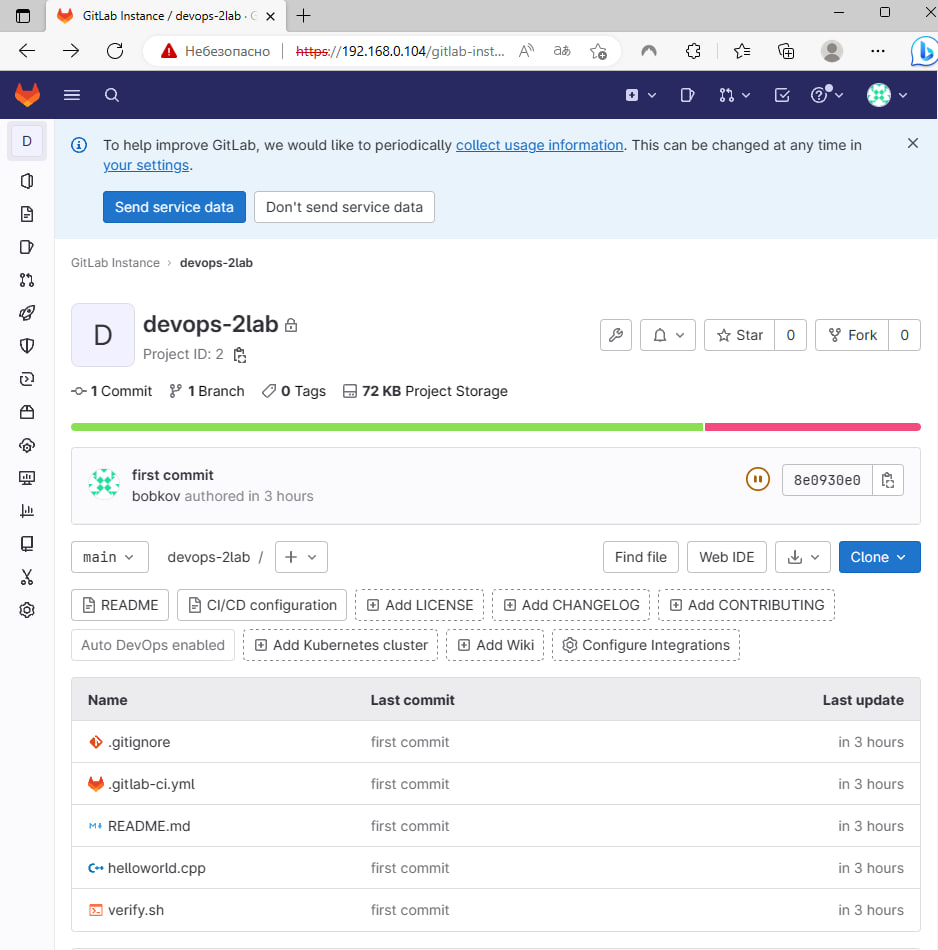 GitLab Instance / devops-2lab · G
Небезопасно
https://192.168.0.104/gitlab-inst...
D
To help improve GitLab, we would like to periodically collect usage information. This can be changed at any time in
your settings.
Send service data
Don't send service data
GitLab Instance › devops-2lab
D
devops-2lab
Project ID: 2
Star 0
Fork 0
1 Commit
1 Branch
0 Tags
72 KB Project Storage
first commit
bobkov authored in 3 hours
8e0930e0
main
devops-2lab /
Find file
Web IDE
Clone
README
CI/CD configuration
Add LICENSE
Add CHANGELOG
Add CONTRIBUTING
Auto DevOps enabled
Add Kubernetes cluster
Add Wiki
Configure Integrations
Name Last commit Last update
.gitignore first commit in 3 hours
.gitlab-ci.yml first commit in 3 hours
README.md first commit in 3 hours
helloworld.cpp first commit in 3 hours
verify.sh first commit in 3 hours